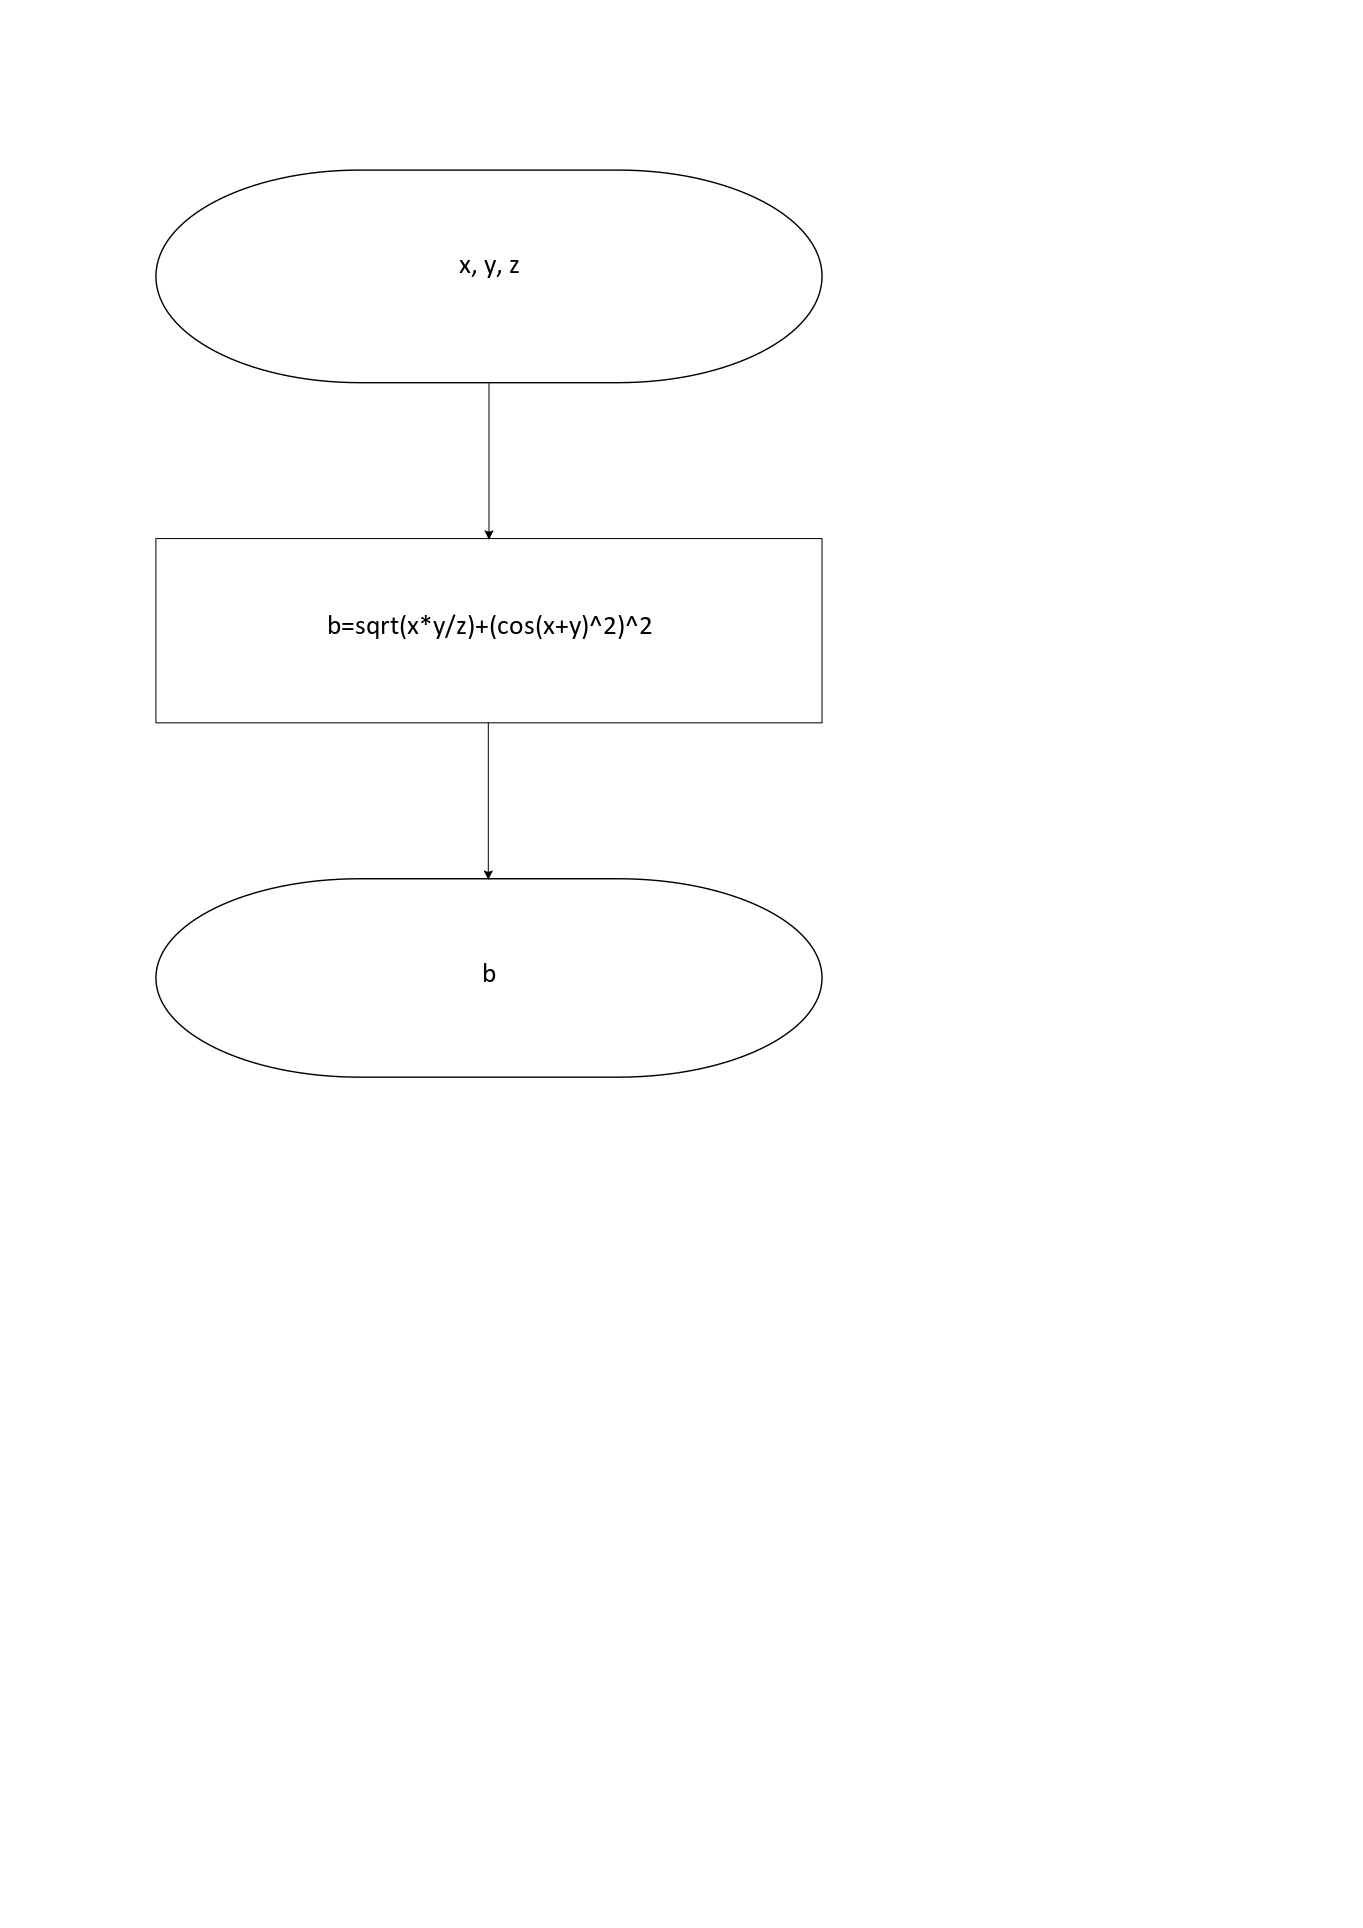 x, y, z
b=sqrt(x*y/z)+(cos(x+y)^2)^2
b